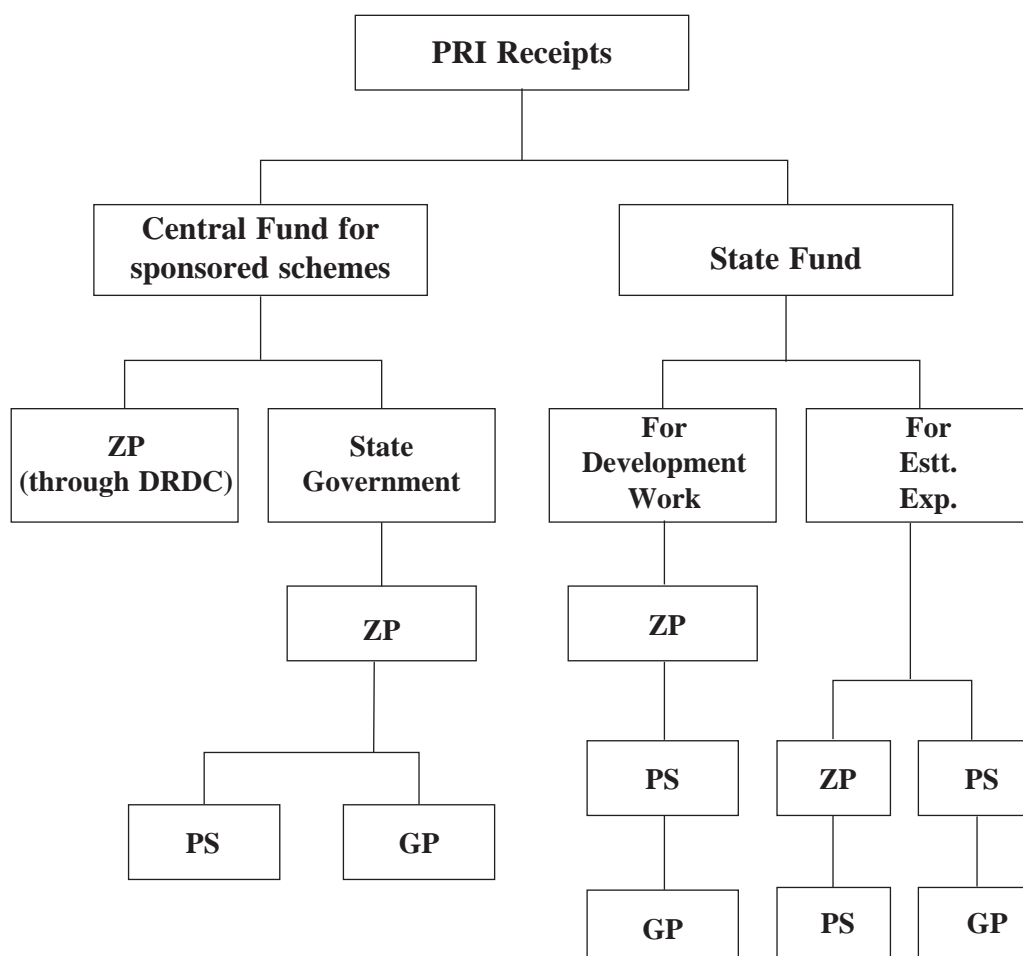 PRI Receipts
Central Fund for
sponsored schemes
State Fund
ZP
(through DRDC)
State
Government
For
Development
Work
For
Estt.
Exp.
ZP
ZP
PS
ZP
PS
PS
GP
GP
PS
GP